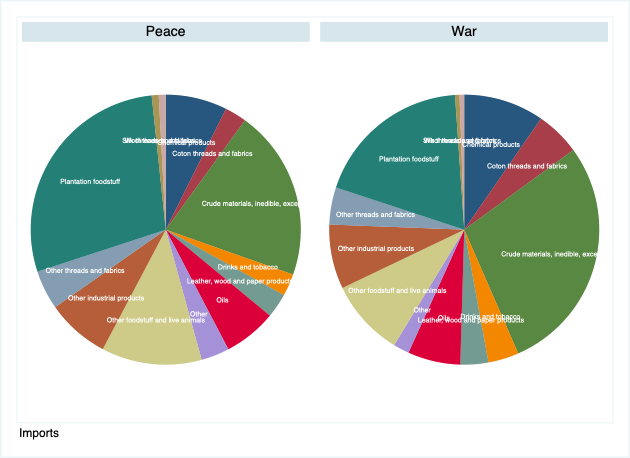 Peace
War
Chemical products
Coton threads and fabrics
Plantation foodstuff
Crude materials, inedible, exce
Other threads and fabrics
Drinks and tobacco
Leather, wood and paper products
Other industrial products
Oils
Other
Other foodstuff and live animals
Chemical products
Plantation foodstuff
Coton threads and fabrics
Other threads and fabrics
Other industrial products
Crude materials, inedible, exce
Other foodstuff and live animals
Other
Oils
Drinks and tobacco
Leather, wood and paper products
Imports